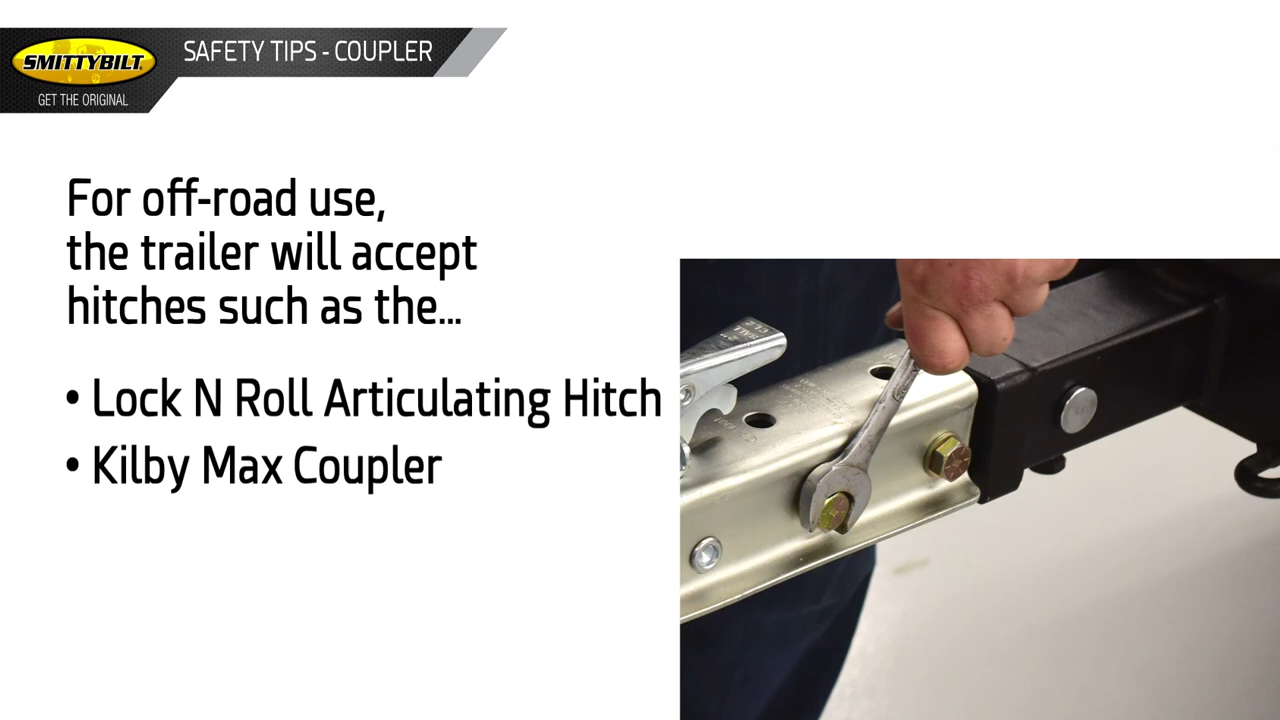 SMITTYBILT
GET THE ORIGINAL
SAFETY TIPS - COUPLER
For off-road use,
the trailer will accept
hitches such as the...
• Lock N Roll Articulating Hitch
• Kilby Max Coupler
BALL